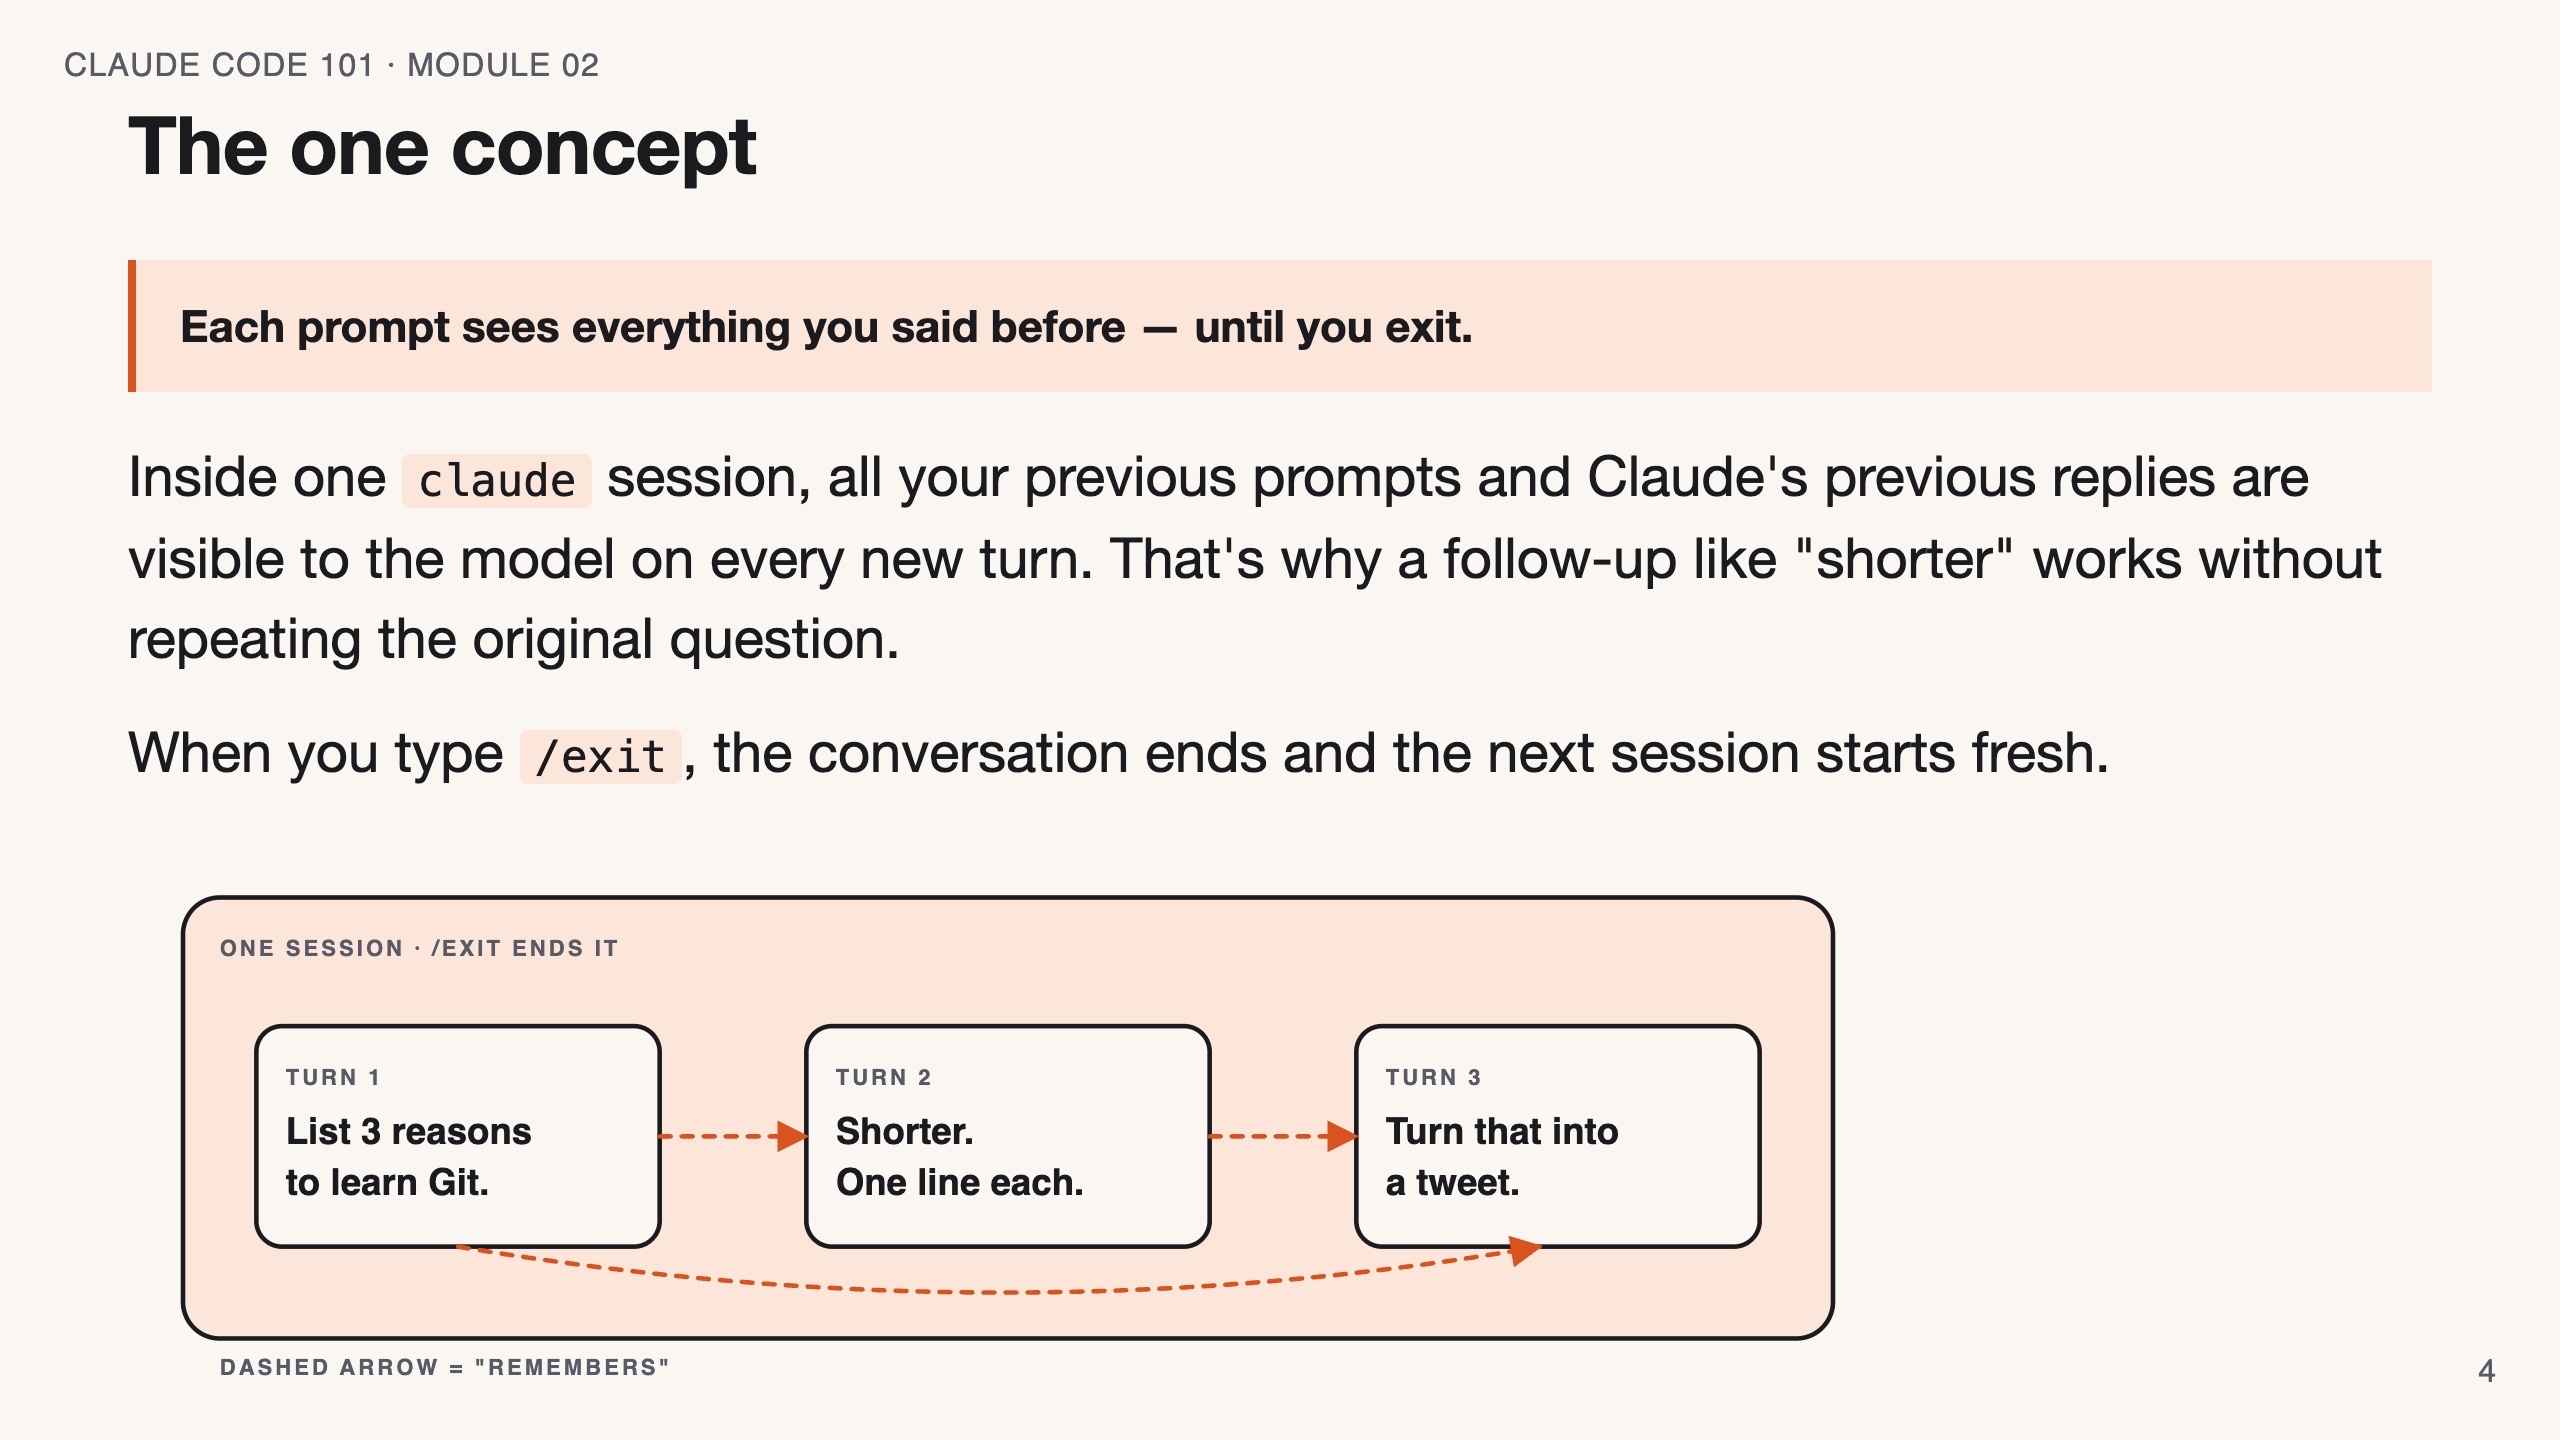 CLAUDE CODE 101 · MODULE 02
The one concept
Each prompt sees everything you said before — until you exit.
Inside one claude session, all your previous prompts and Claude's previous replies are
visible to the model on every new turn. That's why a follow-up like "shorter" works without
repeating the original question.
When you type /exit, the conversation ends and the next session starts fresh.
ONE SESSION · /EXIT ENDS IT
TURN 1
List 3 reasons
to learn Git.
TURN 2
Shorter.
One line each.
TURN 3
Turn that into
a tweet.
DASHED ARROW = "REMEMBERS"
4